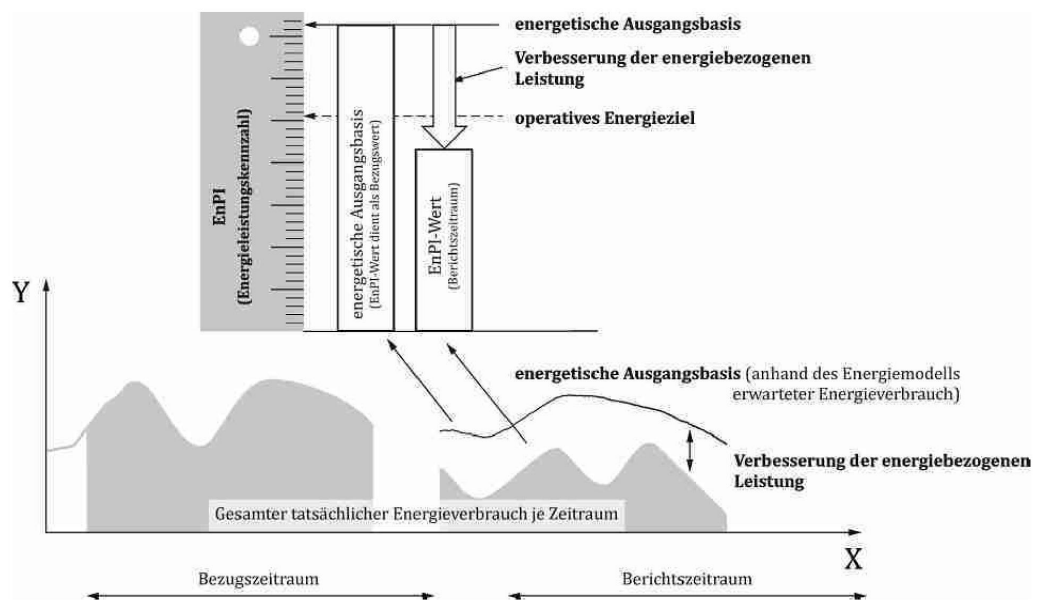 energetische Ausgangsbasis
Verbesserung der energiebezogenen
Leistung
operatives Energieziel
EnPI
(Energieleistungskennzahl)
energetische Ausgangsbasis
(EnPI-Wert dient als Bezugswert)
EnPI-Wert
(Berichtszeitraum)
Y
energetische Ausgangsbasis (anhand des Energiemodells
erwarteter Energieverbrauch)
Verbesserung der energiebezogenen
Leistung
Gesamter tatsächlicher Energieverbrauch je Zeitraum
X
Bezugszeitraum
Berichtszeitraum